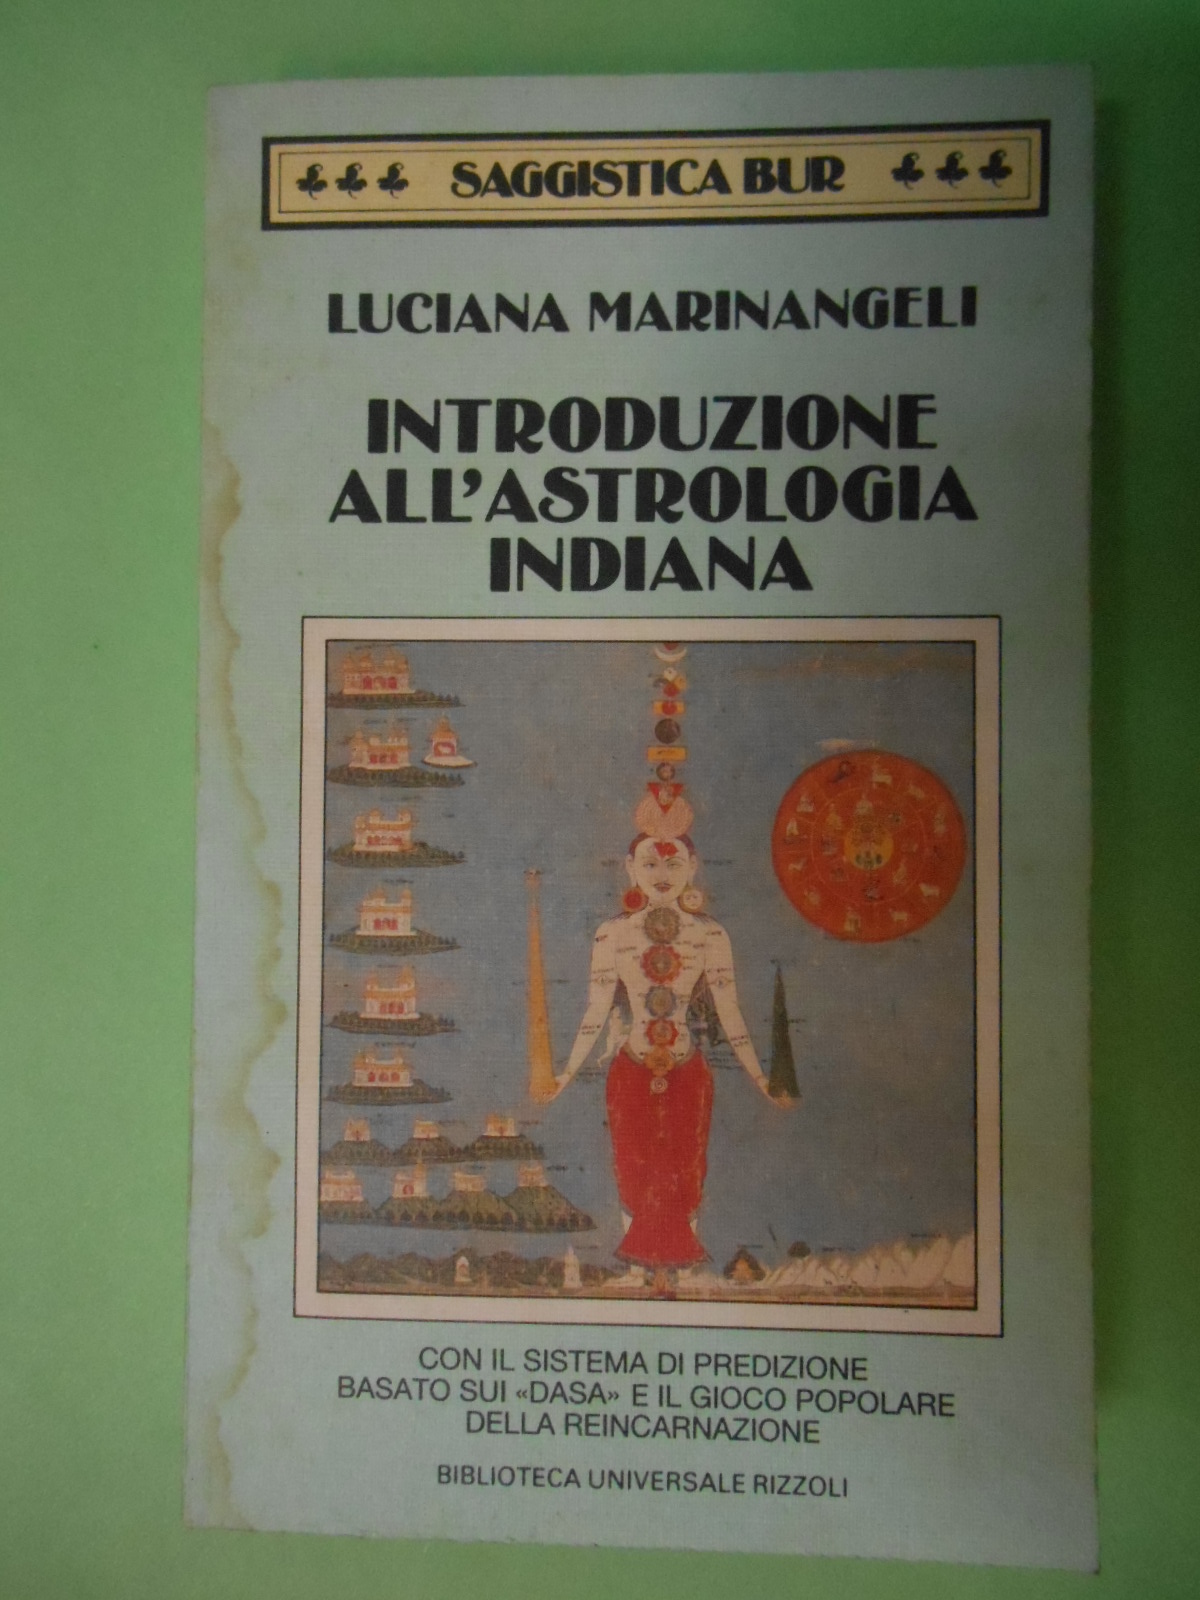 SAGGISTICA BUR
LUCIANA MARINANGELI
INTRODUZIONE
ALL'ASTROLOGIA
INDIANA
CON IL SISTEMA DI PREDIZIONE
BASATO SUI «DASA» E IL GIOCO POPOLARE
DELLA REINCARNAZIONE
BIBLIOTECA UNIVERSALE RIZZOLI